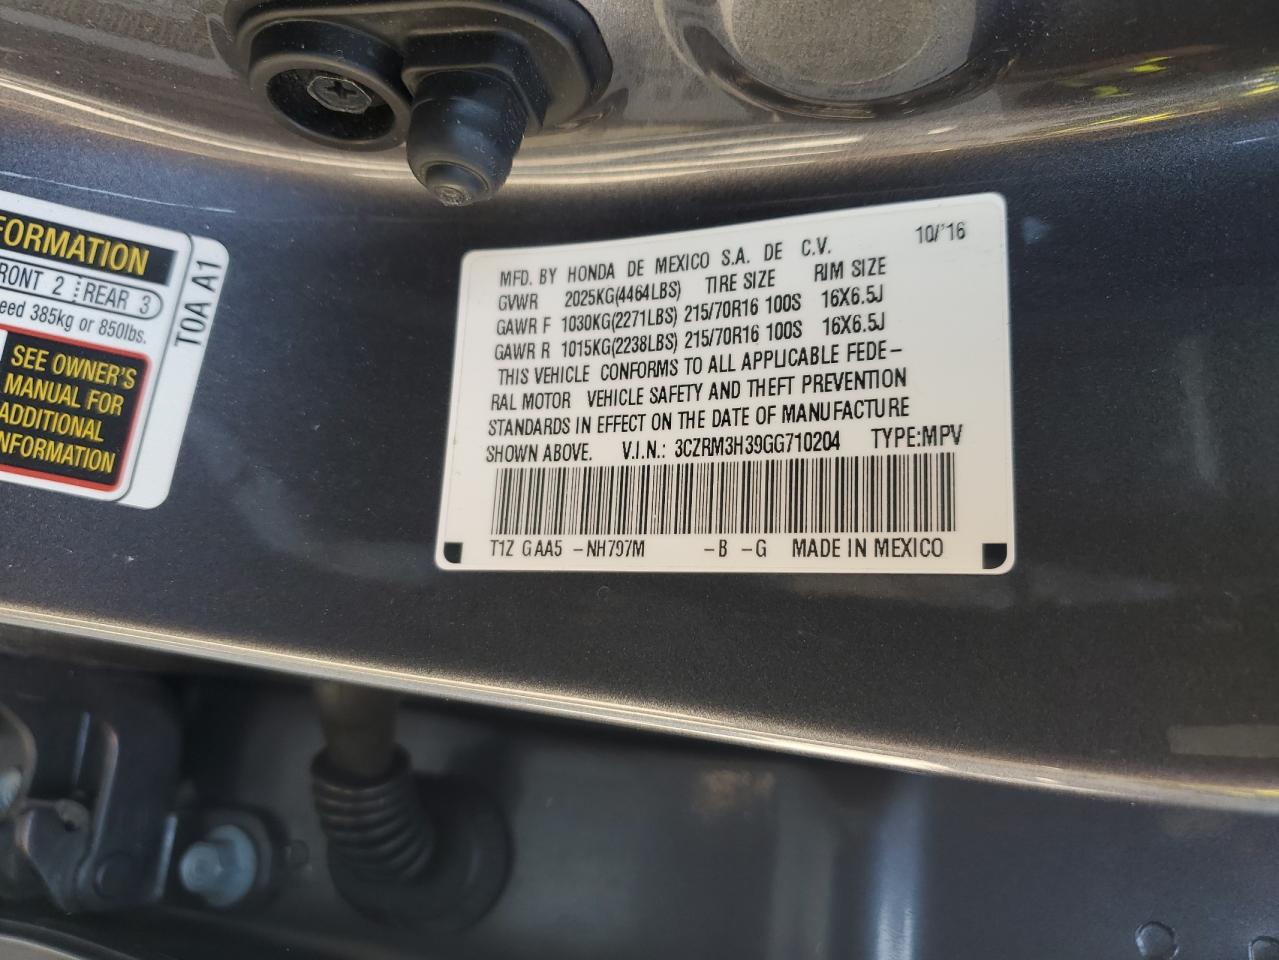 FORMATION
RONT 2 REAR 3
eed 385kg or 850lbs.
SEE OWNER'S
MANUAL FOR
ADDITIONAL
NFORMATION
T0A A1
10/'16
MFD. BY HONDA DE MEXICO S.A. DE C.V.
GVWR 2025KG(4464LBS) TIRE SIZE RIM SIZE
GAWR F 1030KG(2271LBS) 215/70R16 100S 16X6.5J
GAWR R 1015KG(2238LBS) 215/70R16 100S 16X6.5J
THIS VEHICLE CONFORMS TO ALL APPLICABLE FEDE-
RAL MOTOR VEHICLE SAFETY AND THEFT PREVENTION
STANDARDS IN EFFECT ON THE DATE OF MANUFACTURE
SHOWN ABOVE. V.I.N.: 3CZRM3H39GG710204 TYPE:MPV
T1Z G AA5 -NH797M -B -G MADE IN MEXICO